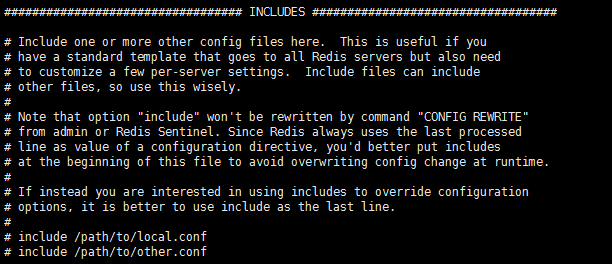 ################################## INCLUDES ###################################
# Include one or more other config files here.  This is useful if you
# have a standard template that goes to all Redis servers but also need
# to customize a few per-server settings.  Include files can include
# other files, so use this wisely.
#
# Note that option "include" won't be rewritten by command "CONFIG REWRITE"
# from admin or Redis Sentinel. Since Redis always uses the last processed
# line as value of a configuration directive, you'd better put includes
# at the beginning of this file to avoid overwriting config change at runtime.
#
# If instead you are interested in using includes to override configuration
# options, it is better to use include as the last line.
#
# include /path/to/local.conf
# include /path/to/other.conf